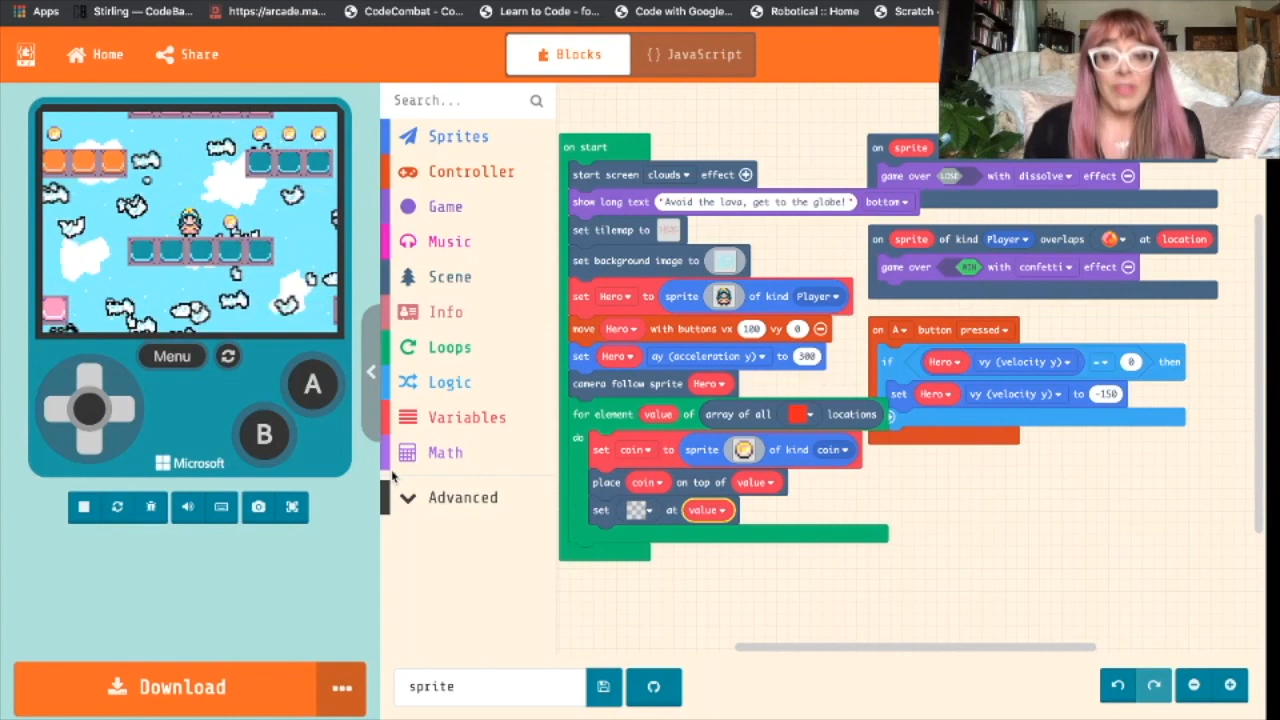 Apps Stirling — CodeBa... https://arcade.ma... CodeCombat - Co... Learn to Code - fo... Code with Google... Robotical :: Home Scratch -
Home Share Blocks {} JavaScript
Search...
Sprites
Controller
Game
Music
Scene
Info
Loops
Logic
Variables
Math
Advanced
Menu
A
B
Microsoft
on start
start screen clouds effect
show long text "Avoid the lava, get to the globe!" bottom
set tilemap to
set background image to
set Hero to sprite of kind Player
move Hero with buttons vx 100 vy 0
set Hero ay (acceleration y) to 300
camera follow sprite Hero
for element value of array of all locations
do
set coin to sprite of kind coin
place coin on top of value
set at value
on sprite
game over LOSE with dissolve effect
on sprite of kind Player overlaps at location
game over WIN with confetti effect
on A button pressed
if Hero vy (velocity y) = 0 then
set Hero vy (velocity y) to -150
Download ...
sprite